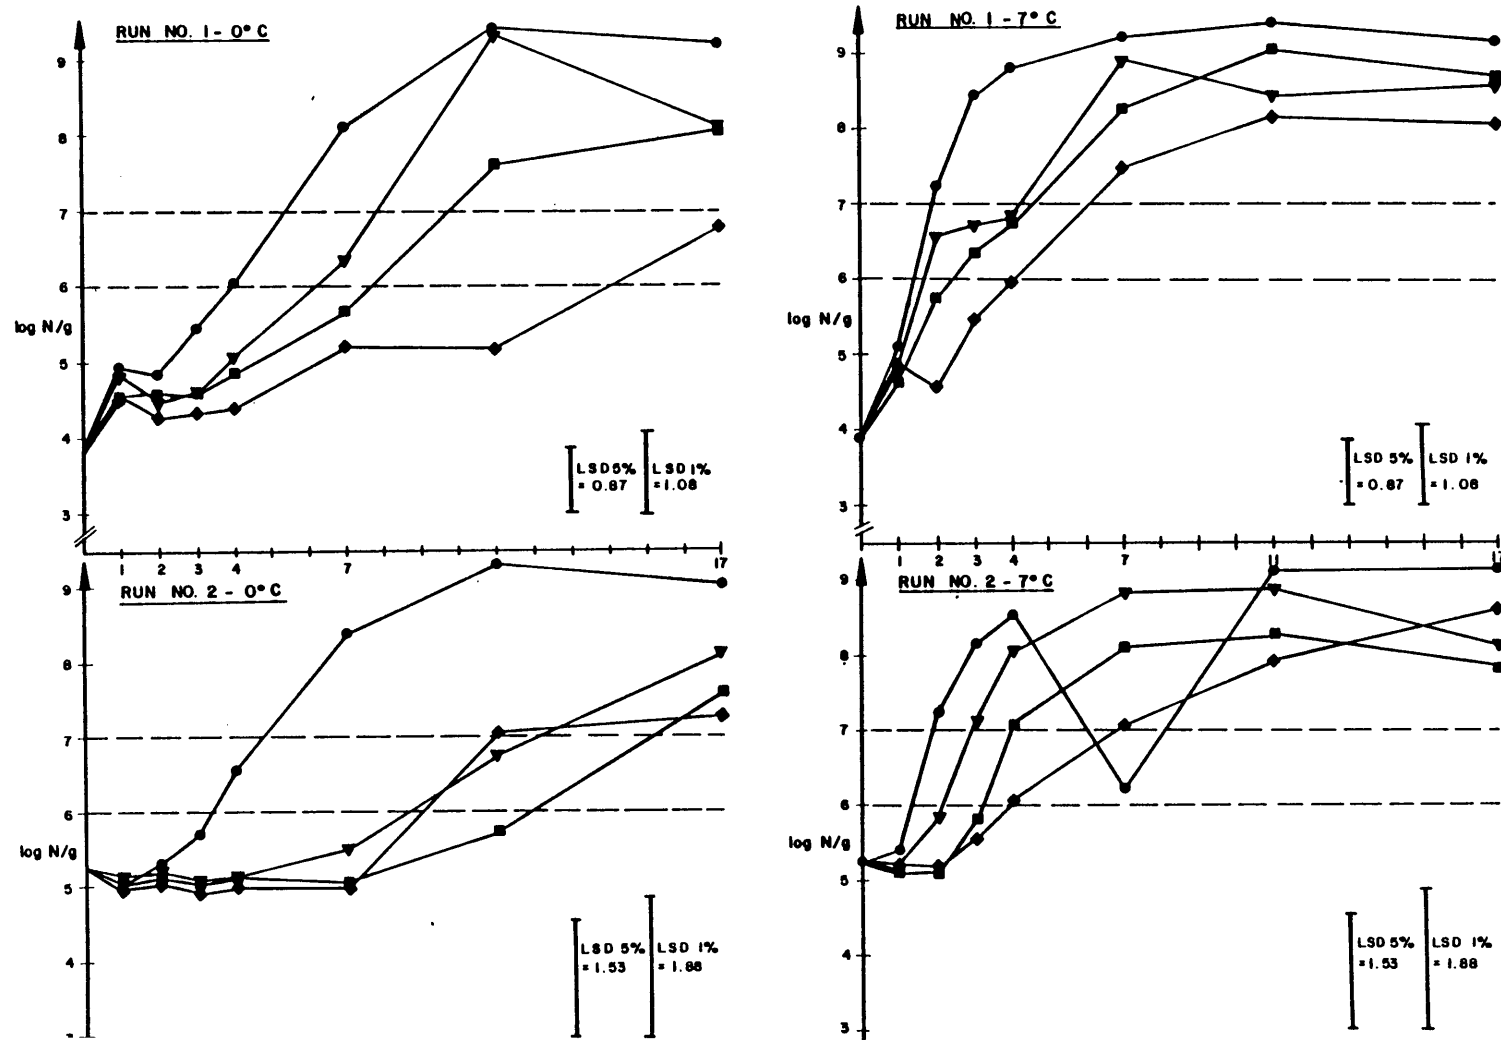 RUN NO. 1 - 0° C
9
8
7
6
log N/g
5
4
3
LSD 5%
= 0.87
LSD 1%
= 1.08
1 2 3 4 7 17
RUN NO. 1 - 7° C
9
8
7
6
log N/g
5
4
3
LSD 5%
= 0.87
LSD 1%
= 1.08
1 2 3 4 7 11 17
RUN NO. 2 - 0° C
9
8
7
6
log N/g
5
4
LSD 5%
= 1.53
LSD 1%
= 1.88
RUN NO. 2 - 7° C
9
8
7
6
log N/g
5
4
3
LSD 5%
= 1.53
LSD 1%
= 1.88